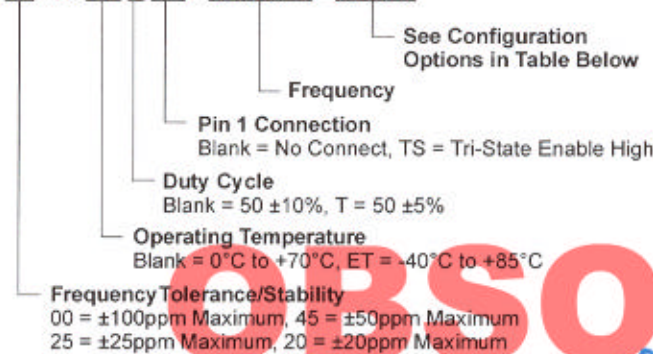 See Configuration
Options in Table Below
Frequency
Pin 1 Connection
Blank = No Connect, TS = Tri-State Enable High
Duty Cycle
Blank = 50 ±10%, T = 50 ±5%
Operating Temperature
Blank = 0°C to +70°C, ET = -40°C to +85°C
Frequency Tolerance/Stability
00 = ±100ppm Maximum, 45 = ±50ppm Maximum
25 = ±25ppm Maximum, 20 = ±20ppm Maximum
OBSO